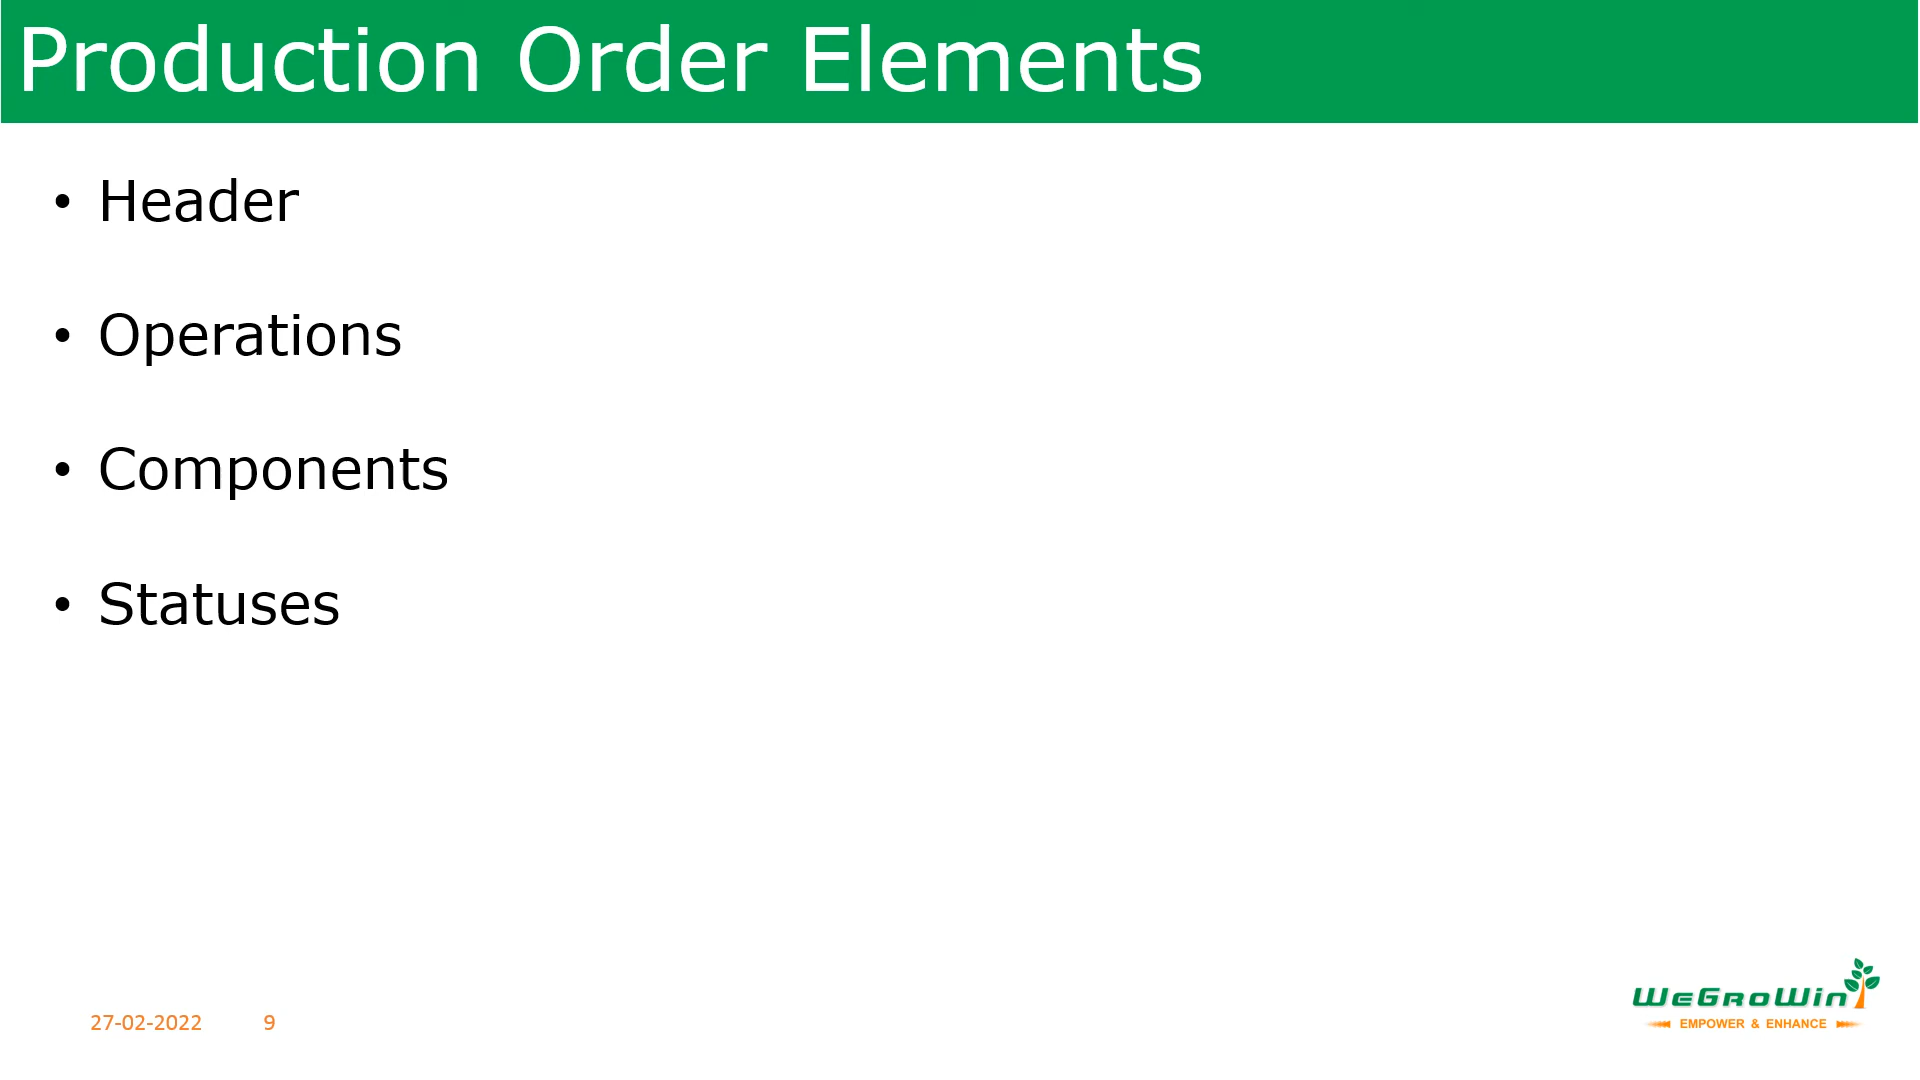 Production Order Elements
• Header
• Operations
• Components
• Statuses
27-02-2022 9
WeGroWin
EMPOWER & ENHANCE